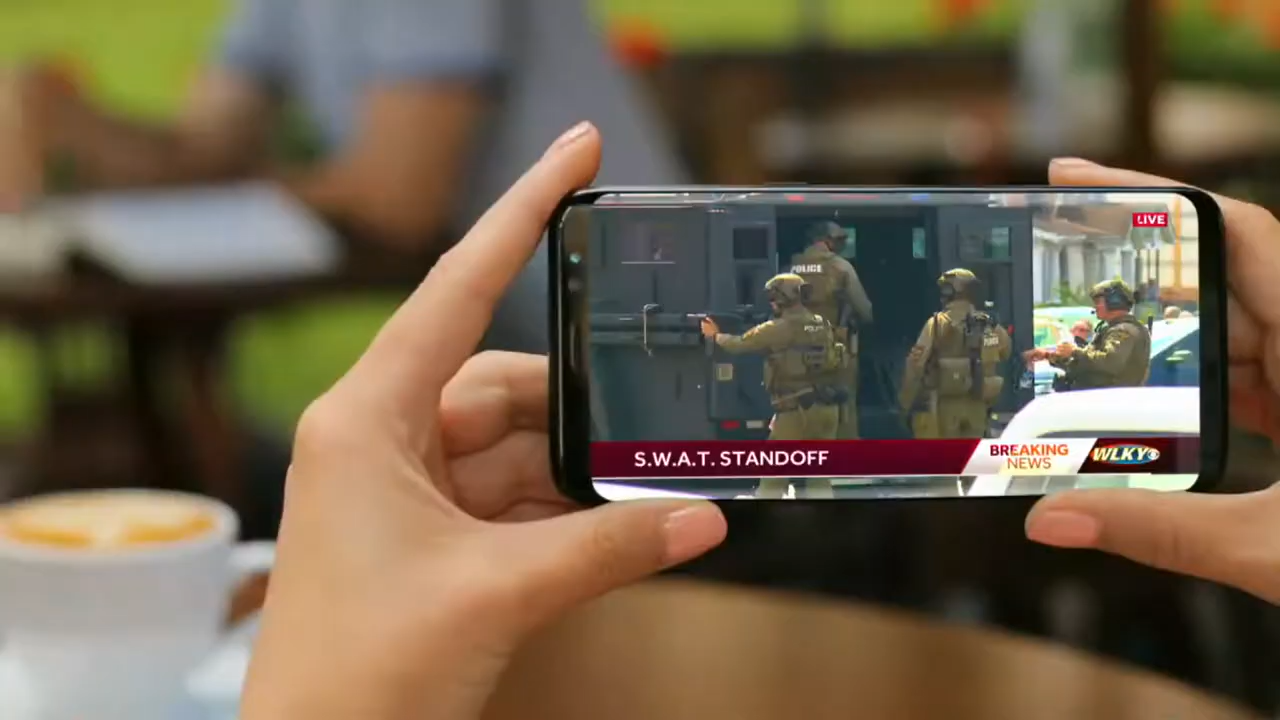 LIVE
POLICE
POLICE
S.W.A.T. STANDOFF
BREAKING
NEWS
WLKY